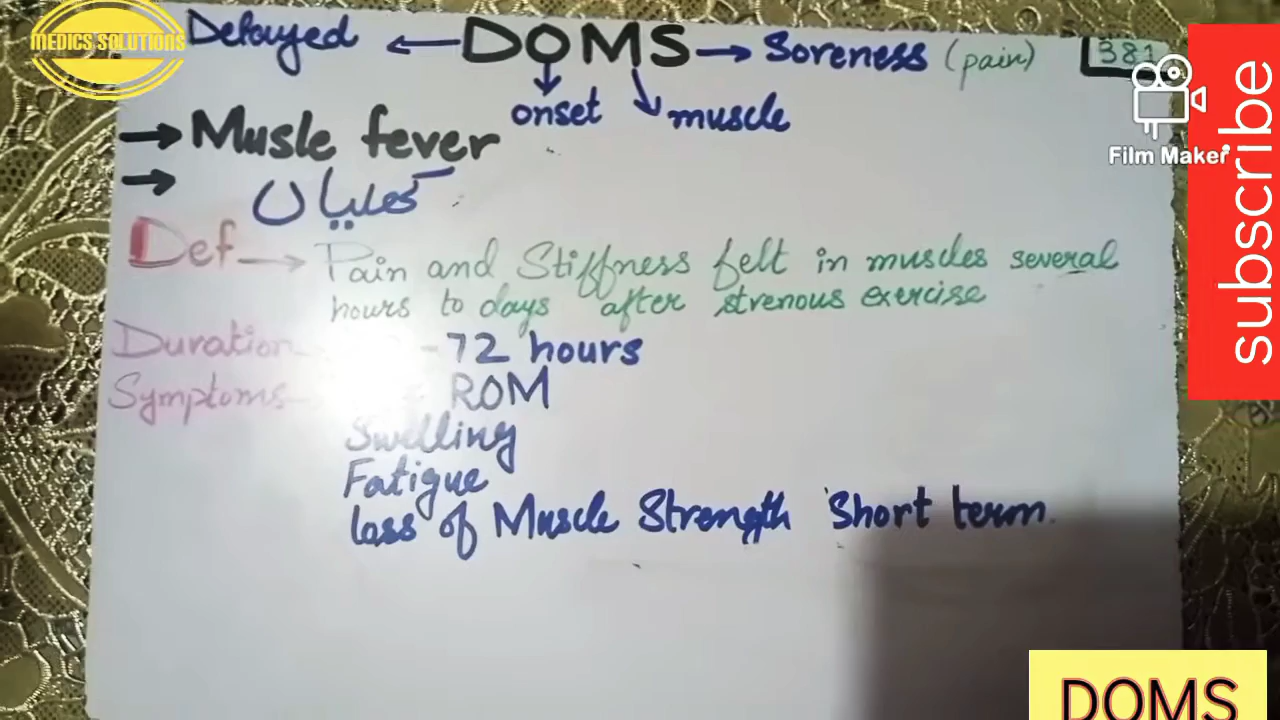 MEDICS SOLUTIONS
Delayed ← DOMS → Soreness (pain)
381
onset muscle
→ Musle fever
→ کھلیاں
Film Maker
subscribe
Def → Pain and Stiffness felt in muscles several
hours to days after strenous exercise
Duration - 72 hours
Symptoms ROM
Swelling
Fatigue
loss of Muscle Strength Short term.
DOMS